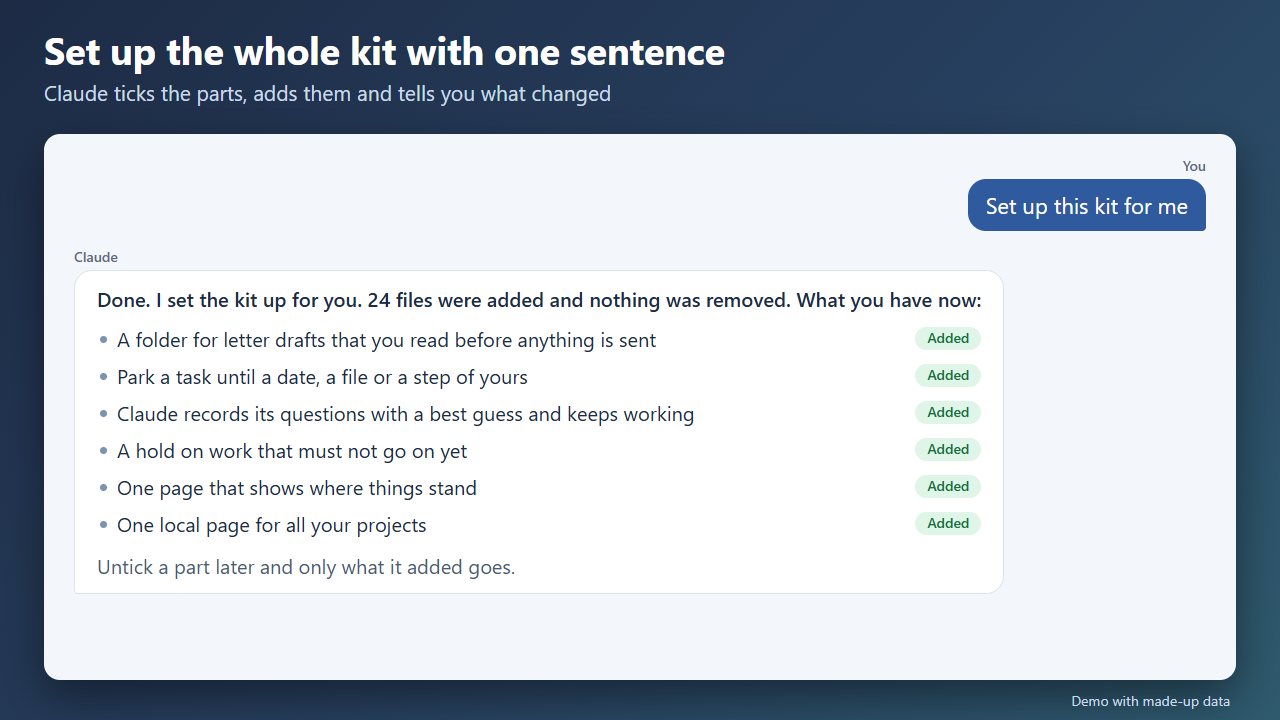 Set up the whole kit with one sentence
Claude ticks the parts, adds them and tells you what changed
You
Set up this kit for me
Claude
Done. I set the kit up for you. 24 files were added and nothing was removed. What you have now:
A folder for letter drafts that you read before anything is sent Added
Park a task until a date, a file or a step of yours Added
Claude records its questions with a best guess and keeps working Added
A hold on work that must not go on yet Added
One page that shows where things stand Added
One local page for all your projects Added
Untick a part later and only what it added goes.
Demo with made-up data